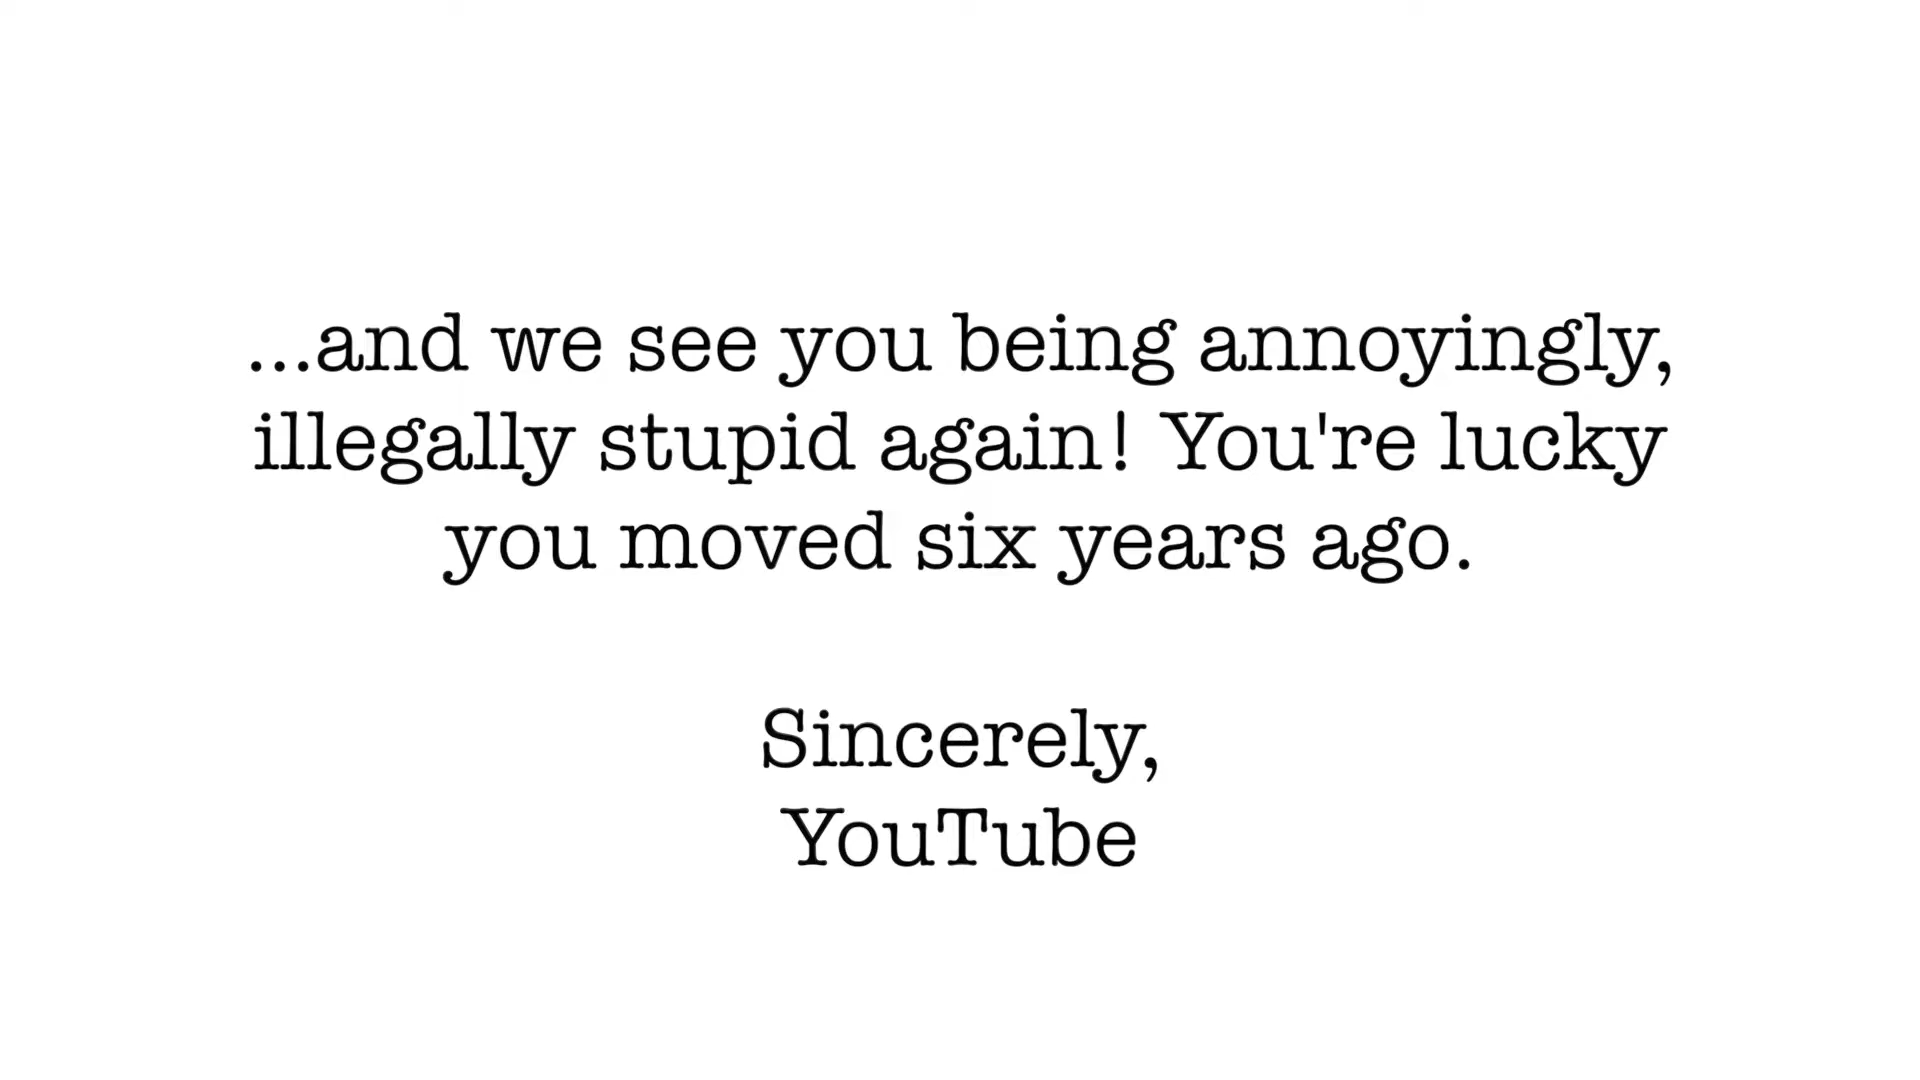 ...and we see you being annoyingly,
illegally stupid again! You're lucky
you moved six years ago.
Sincerely,
YouTube